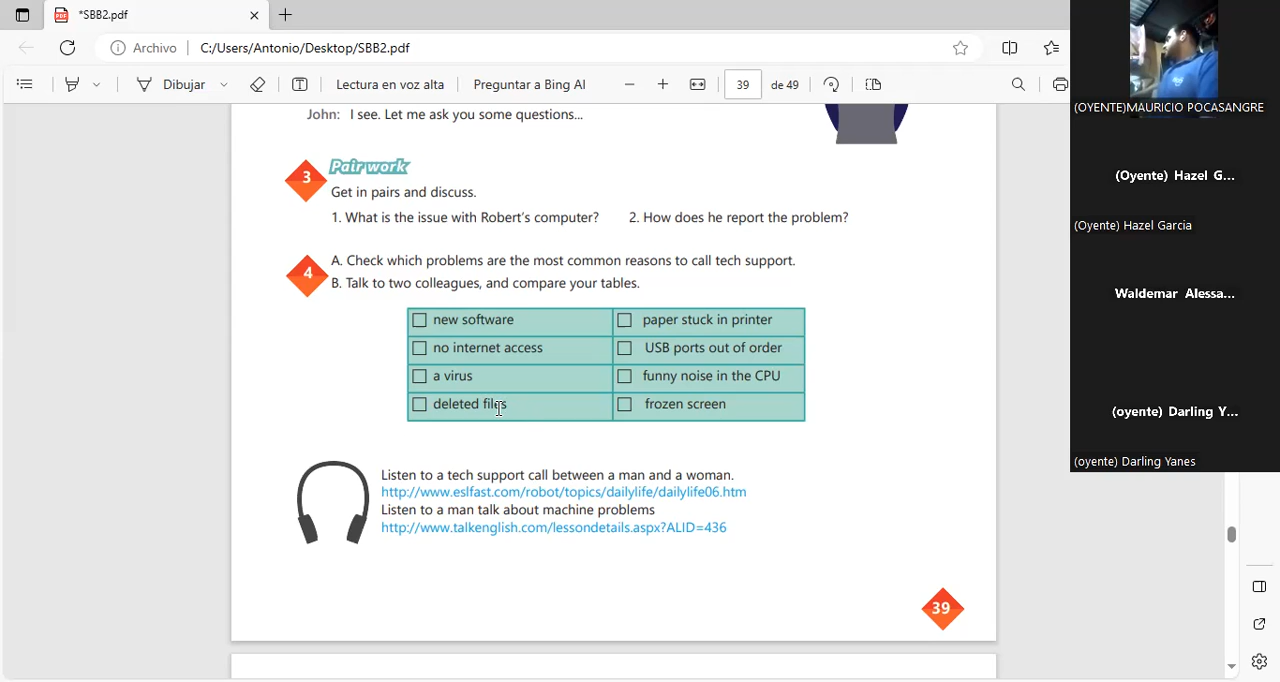 *SBB2.pdf
Archivo
C:/Users/Antonio/Desktop/SBB2.pdf
Dibujar
Lectura en voz alta
Preguntar a Bing AI
39
de 49
John: I see. Let me ask you some questions...
3
Pair work
Get in pairs and discuss.
1. What is the issue with Robert's computer?
2. How does he report the problem?
4
A. Check which problems are the most common reasons to call tech support.
B. Talk to two colleagues, and compare your tables.
new software
paper stuck in printer
no internet access
USB ports out of order
a virus
funny noise in the CPU
deleted files
frozen screen
Listen to a tech support call between a man and a woman.
http://www.eslfast.com/robot/topics/dailylife/dailylife06.htm
Listen to a man talk about machine problems
http://www.talkenglish.com/lessondetails.aspx?ALID=436
39
(OYENTE)MAURICIO POCASANGRE
(Oyente) Hazel G...
(Oyente) Hazel Garcia
Waldemar Alessa...
(oyente) Darling Y...
(oyente) Darling Yanes